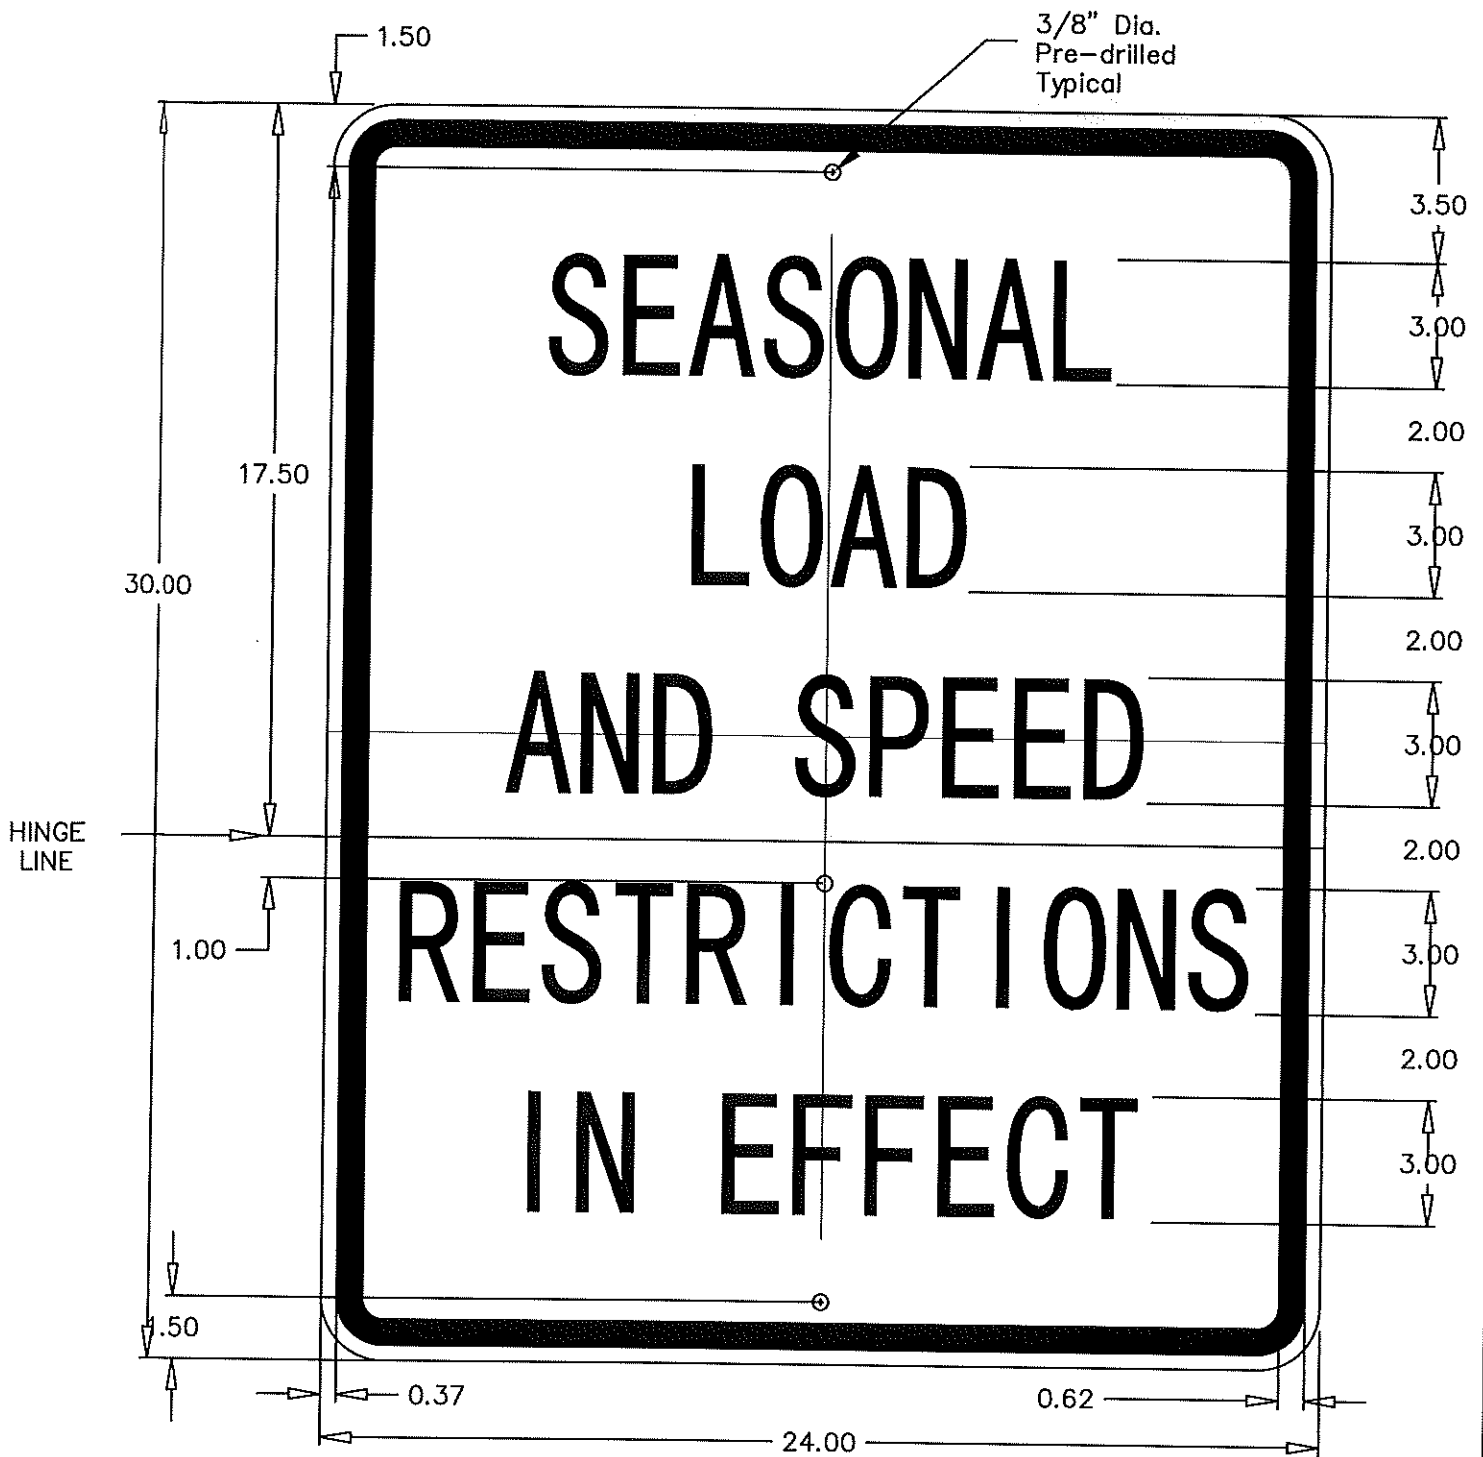 1.50
3/8" Dia.
Pre-drilled
Typical
3.50
SEASONAL
3.00
2.00
17.50
LOAD
3.00
30.00
2.00
AND SPEED
3.00
HINGE
LINE
2.00
1.00
RESTRICTIONS
3.00
2.00
IN EFFECT
3.00
1.50
0.37
0.62
24.00